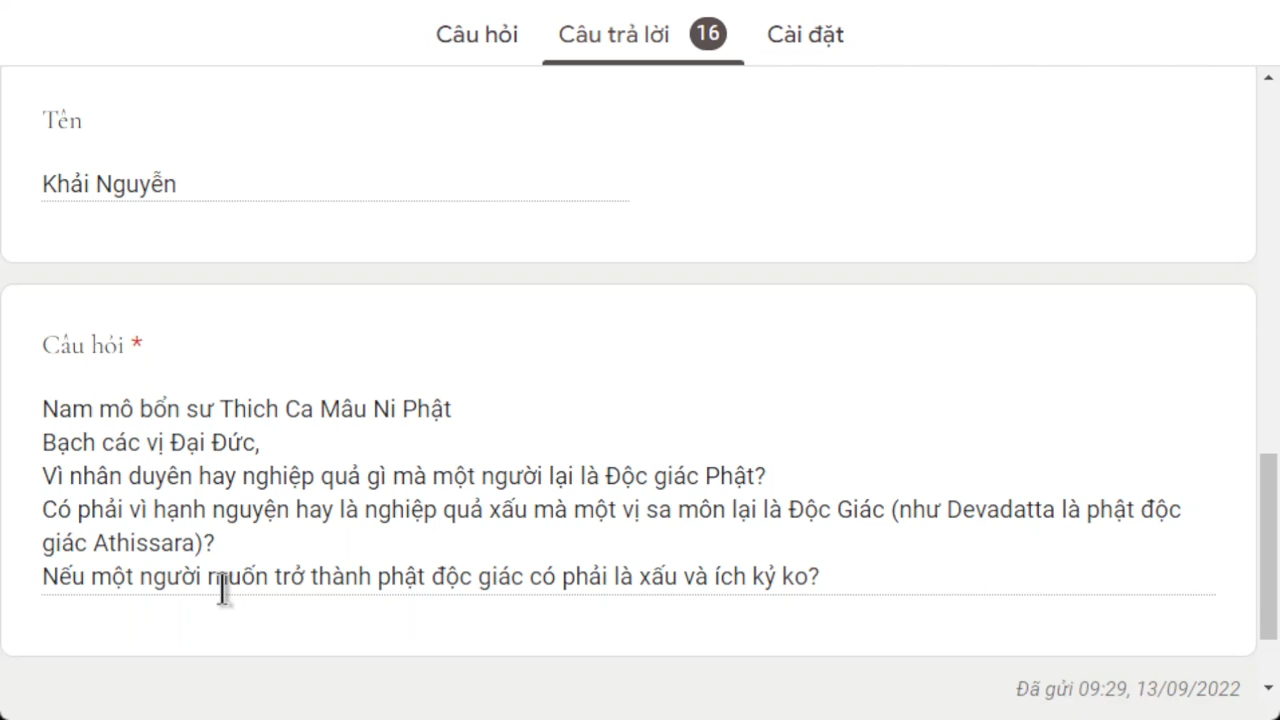 Câu hỏi Câu trả lời 16 Cài đặt
Tên
Khải Nguyễn
Câu hỏi *
Nam mô bổn sư Thich Ca Mâu Ni Phật
Bạch các vị Đại Đức,
Vì nhân duyên hay nghiệp quả gì mà một người lại là Độc giác Phật?
Có phải vì hạnh nguyện hay là nghiệp quả xấu mà một vị sa môn lại là Độc Giác (như Devadatta là phật độc
giác Athissara)?
Nếu một người muốn trở thành phật độc giác có phải là xấu và ích kỷ ko?
Đã gửi 09:29, 13/09/2022